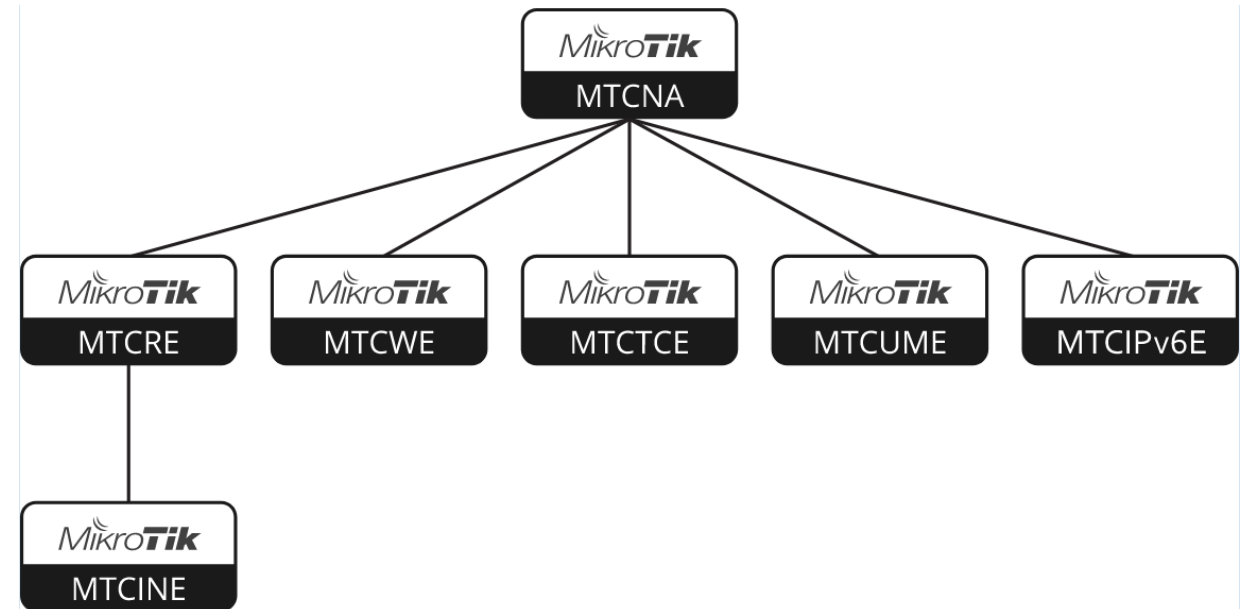 MikroTik
MTCNA
MikroTik
MTCRE
MikroTik
MTCWE
MikroTik
MTCTCE
MikroTik
MTCUME
MikroTik
MTCIPv6E
MikroTik
MTCINE